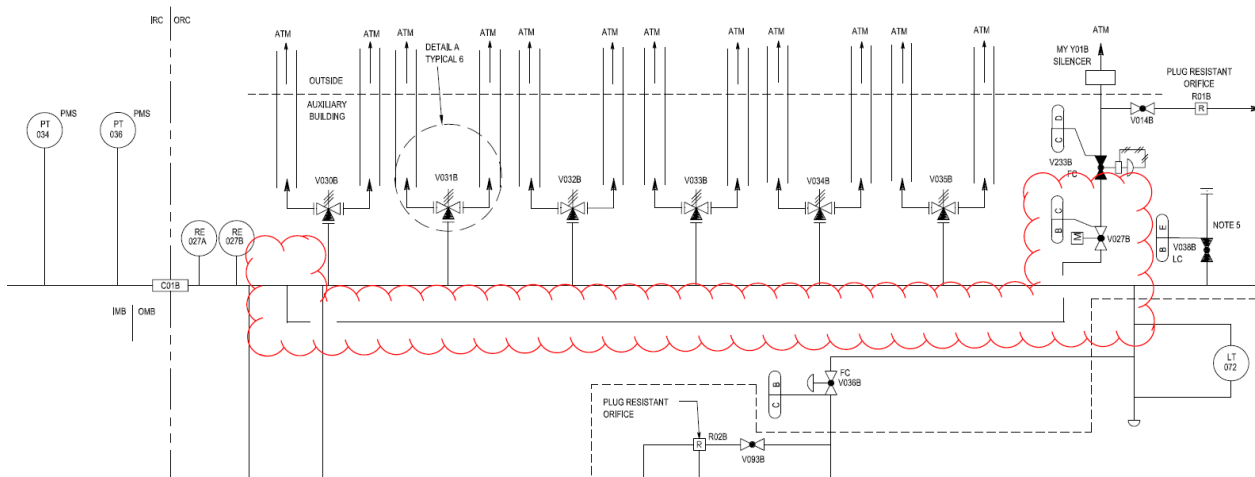 IRC
ORC
ATM
ATM
ATM
ATM
ATM
ATM
ATM
ATM
ATM
ATM
ATM
ATM
ATM
DETAIL A
TYPICAL 6
MY Y01B
SILENCER
PLUG RESISTANT
ORIFICE
R01B
R
V014B
OUTSIDE
AUXILIARY
BUILDING
PT
034
PMS
PT
036
PMS
C D
V233B
FC
V030B
V031B
V032B
V033B
V034B
V035B
RE
027A
RE
027B
B C
M
V027B
B E
V038B
LC
NOTE 5
C01B
IMB
OMB
LT
072
FC
V036B
C B
PLUG RESISTANT
ORIFICE
R02B
R
V093B